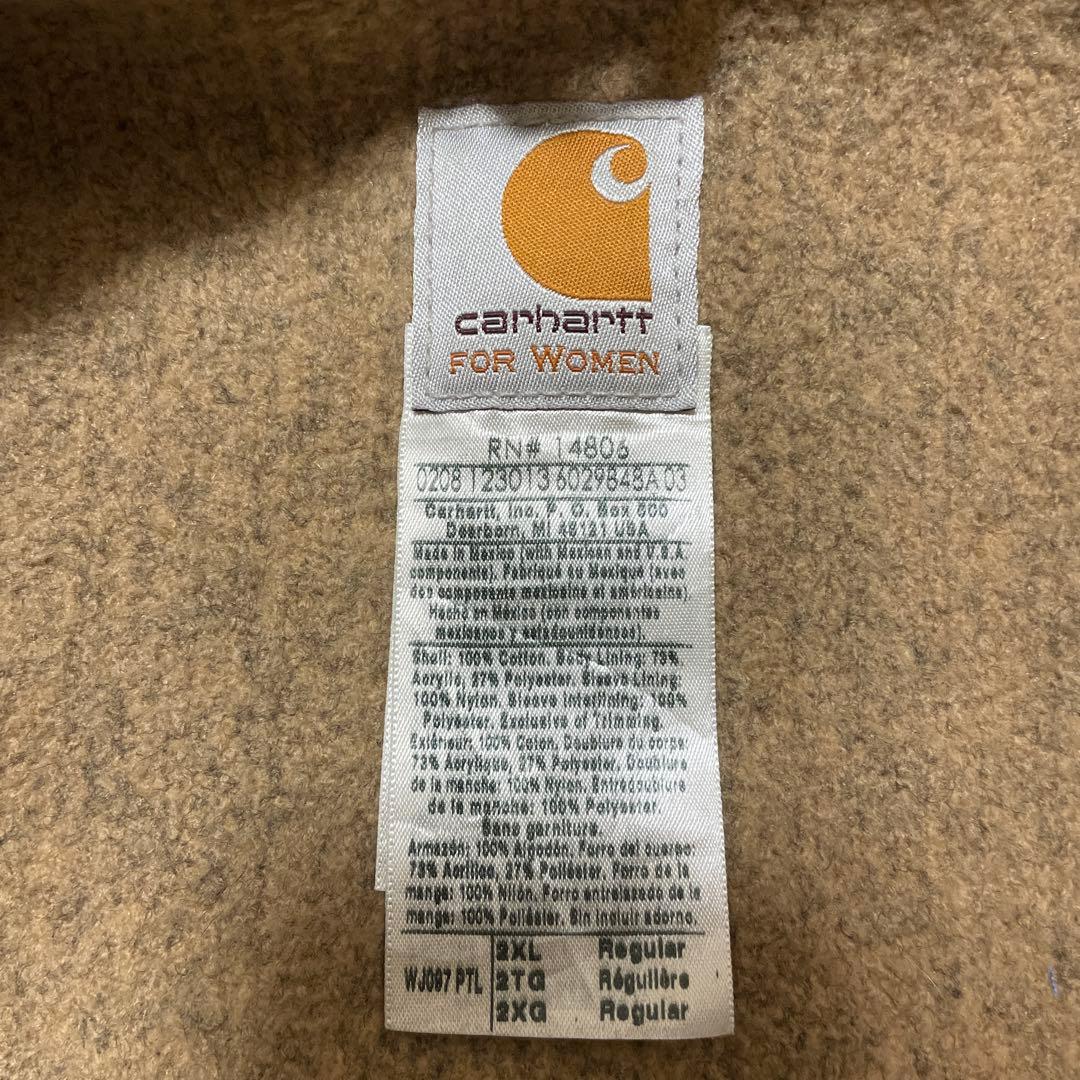 carhartt
FOR WOMEN
RN# 14806
0208 123013 6029848A 03
Carhartt, Inc. P. O. Box 600
Dearborn, MI 48121 USA
Made in Mexico (with Mexican and U.S.A
components). Fabriqué au Mexique (avec
des composants mexicains et américains).
Hecho en México (con componentes
mexicanos y estadounidenses).
Shell: 100% Cotton. Body Lining: 73%
Acrylic, 27% Polyester. Sleeve Lining:
100% Nylon. Sleeve Interlining: 100%
Polyester. Exclusive of Trimming.
Extérieur: 100% Coton. Doublure du corps:
73% Acrylique, 27% Polyester. Doublure
de la manche: 100% Nylon. Entredoublure
de la manche: 100% Polyester.
Sans garniture.
Armazón: 100% Algodón. Forro del cuerpo:
73% Acrílico, 27% Poliéster. Forro de la
manga: 100% Nilón. Forro entrelazado de la
manga: 100% Poliéster. Sin incluir adorno.
WJ097 PTL
2XL Regular
2TG Régulière
2XG Regular